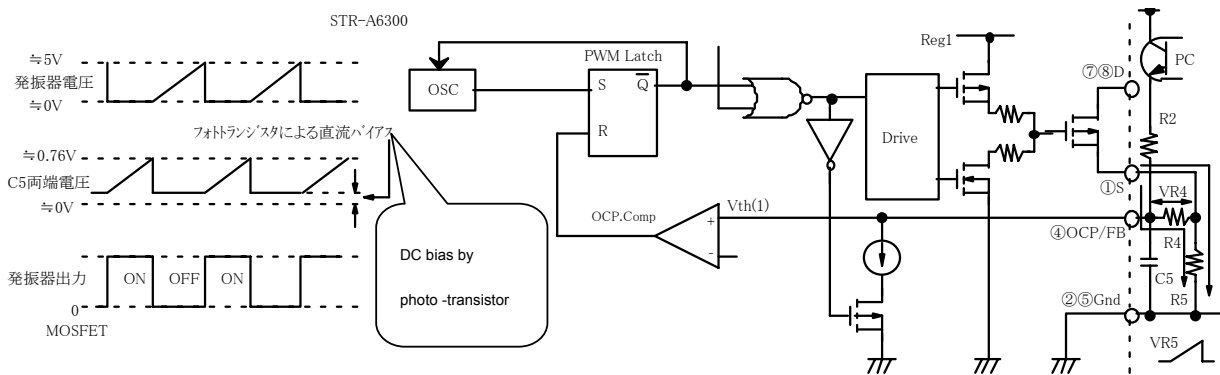 STR-A6300
≒5V
発振器電圧
≒0V
フォトトランジスタによる直流バイアス
≒0.76V
C5両端電圧
≒0V
発振器出力
ON
OFF
ON
0
MOSFET
DC bias by
photo -transistor
OSC
PWM Latch
S
Q
R
OCP.Comp
+
-
Vth(1)
Drive
Reg1
⑦⑧D
PC
R2
①S
VR4
④OCP/FB
R4
C5
R5
②⑤Gnd
VR5